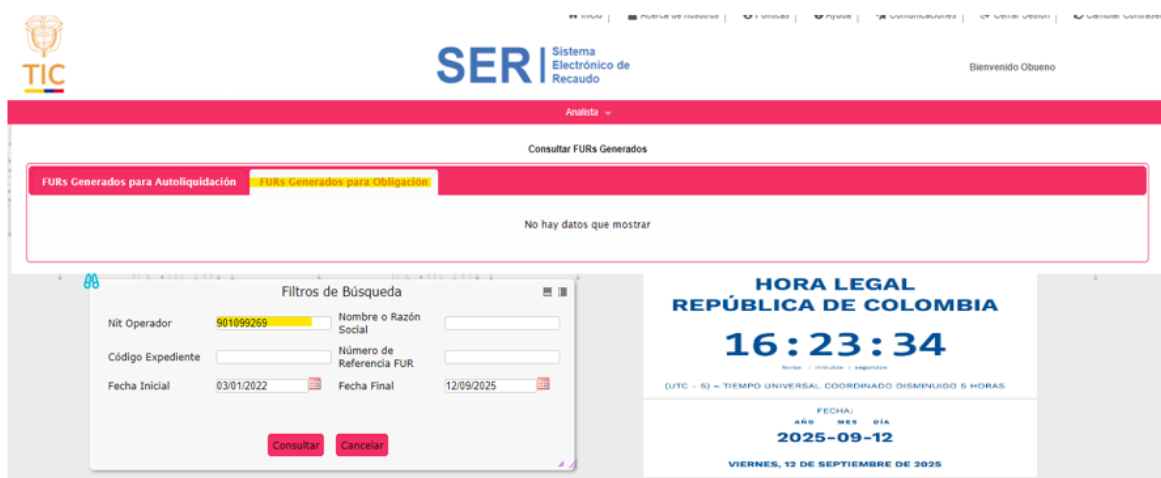 Inicio Acerca de nosotros Políticas Ayuda Comunicaciones Cerrar Sesión Cambiar
TIC
SER Sistema
Electrónico de
Recaudo
Bienvenido Obueno
Analista
Consultar FURs Generados
FURs Generados para Autoliquidación FURs Generados para Obligación
No hay datos que mostrar
Filtros de Búsqueda
Nit Operador 901099269 Nombre o Razón
Social
Código Expediente Número de
Referencia FUR
Fecha Inicial 03/01/2022 Fecha Final 12/09/2025
Consultar Cancelar
HORA LEGAL
REPÚBLICA DE COLOMBIA
16:23:34
horas : minutos : segundos
(UTC - 5) = TIEMPO UNIVERSAL COORDINADO DISMINUIDO 5 HORAS
FECHA:
AÑO MES DÍA
2025-09-12
VIERNES, 12 DE SEPTIEMBRE DE 2025